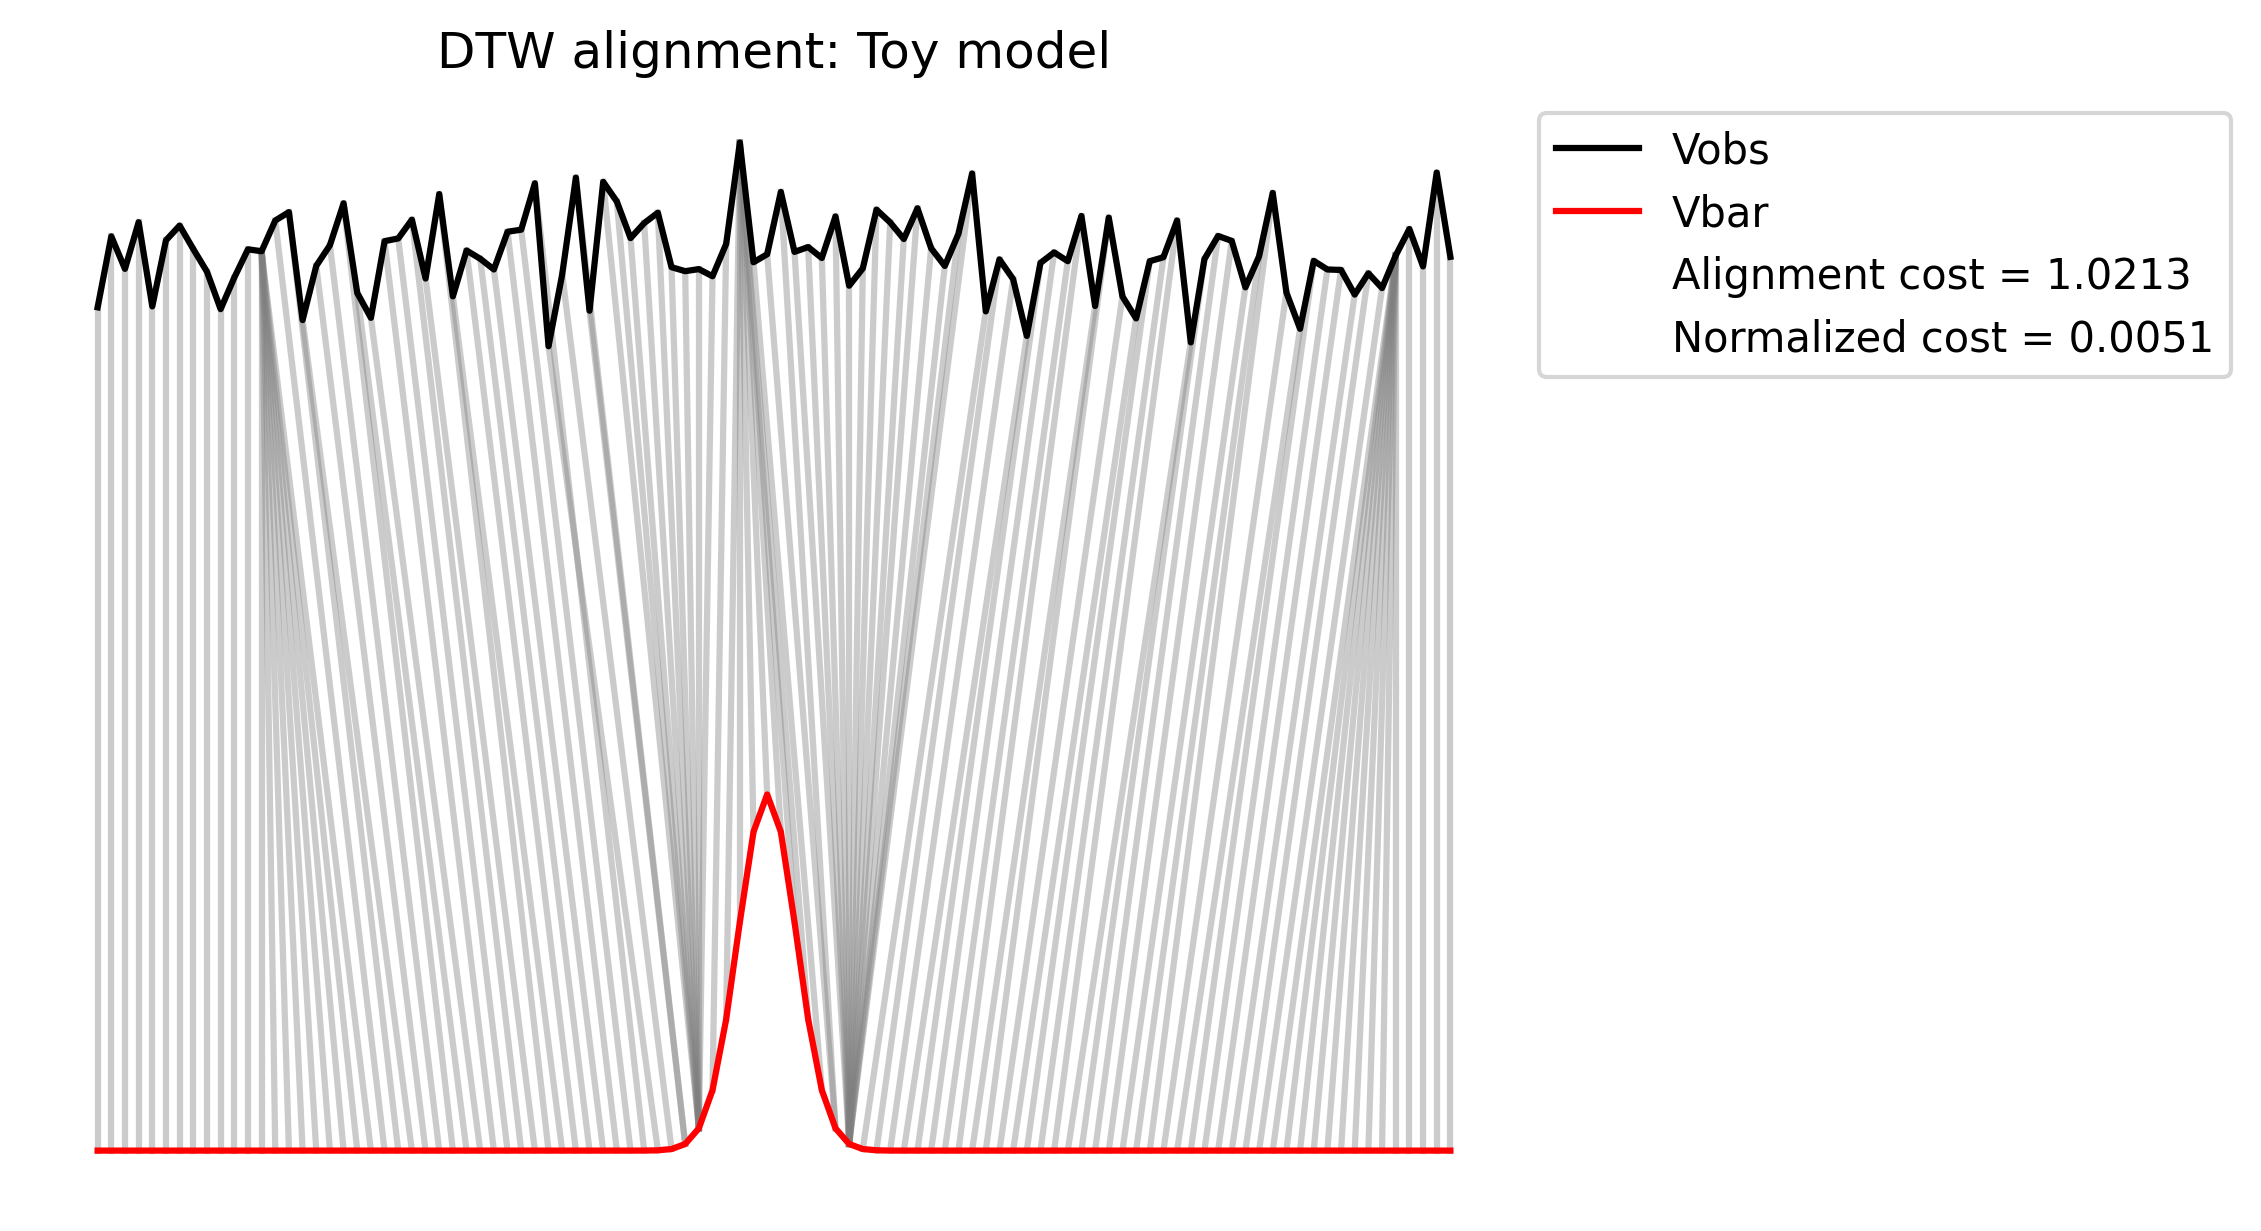 DTW alignment: Toy model
Vobs
Vbar
Alignment cost = 1.0213
Normalized cost = 0.0051